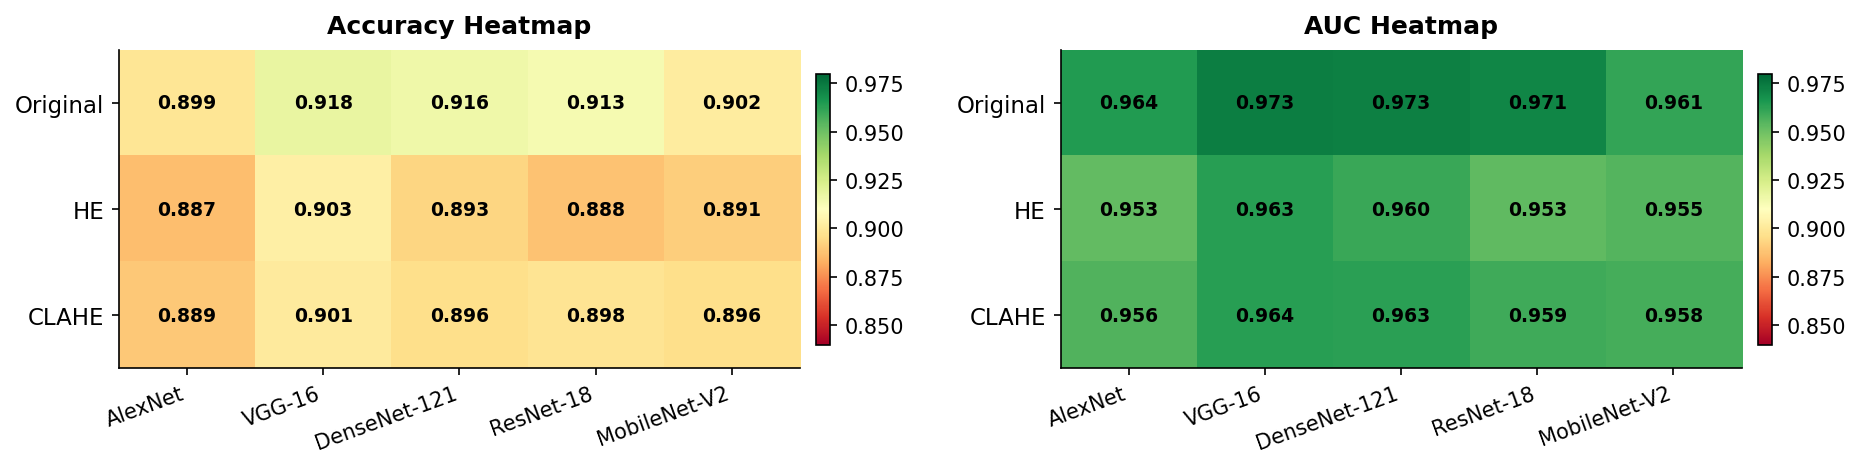 Accuracy Heatmap
Original 0.899 0.918 0.916 0.913 0.902
HE 0.887 0.903 0.893 0.888 0.891
CLAHE 0.889 0.901 0.896 0.898 0.896
AlexNet VGG-16 DenseNet-121 ResNet-18 MobileNet-V2
0.975
0.950
0.925
0.900
0.875
0.850
AUC Heatmap
Original 0.964 0.973 0.973 0.971 0.961
HE 0.953 0.963 0.960 0.953 0.955
CLAHE 0.956 0.964 0.963 0.959 0.958
AlexNet VGG-16 DenseNet-121 ResNet-18 MobileNet-V2
0.975
0.950
0.925
0.900
0.875
0.850